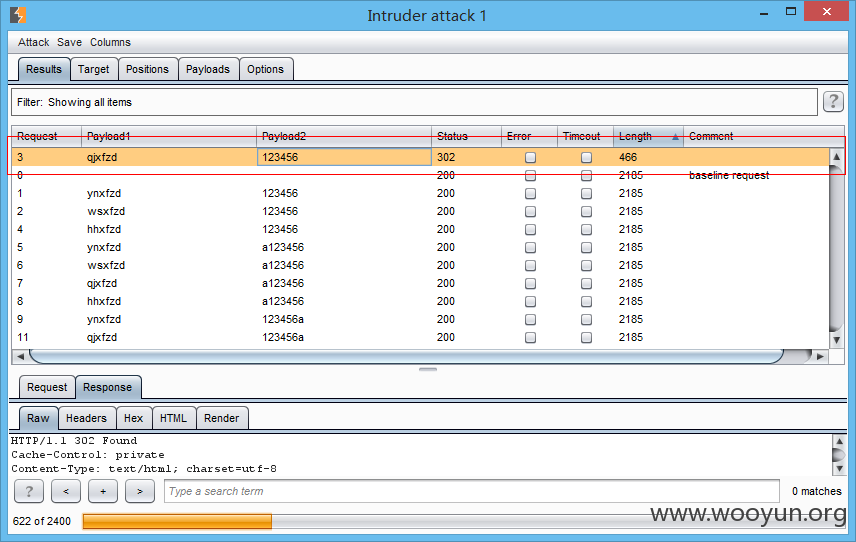 Intruder attack 1
Attack Save Columns
Results Target Positions Payloads Options
Filter: Showing all items ?
Request Payload1 Payload2 Status Error Timeout Length Comment
3 qjxfzd 123456 302 466
0 200 2185 baseline request
1 ynxfzd 123456 200 2185
2 wsxfzd 123456 200 2185
4 hhxfzd 123456 200 2185
5 ynxfzd a123456 200 2185
6 wsxfzd a123456 200 2185
7 qjxfzd a123456 200 2185
8 hhxfzd a123456 200 2185
9 ynxfzd 123456a 200 2185
11 qjxfzd 123456a 200 2185
Request Response
Raw Headers Hex HTML Render
HTTP/1.1 302 Found
Cache-Control: private
Content-Type: text/html; charset=utf-8
? < + > Type a search term 0 matches
622 of 2400
www.wooyun.org